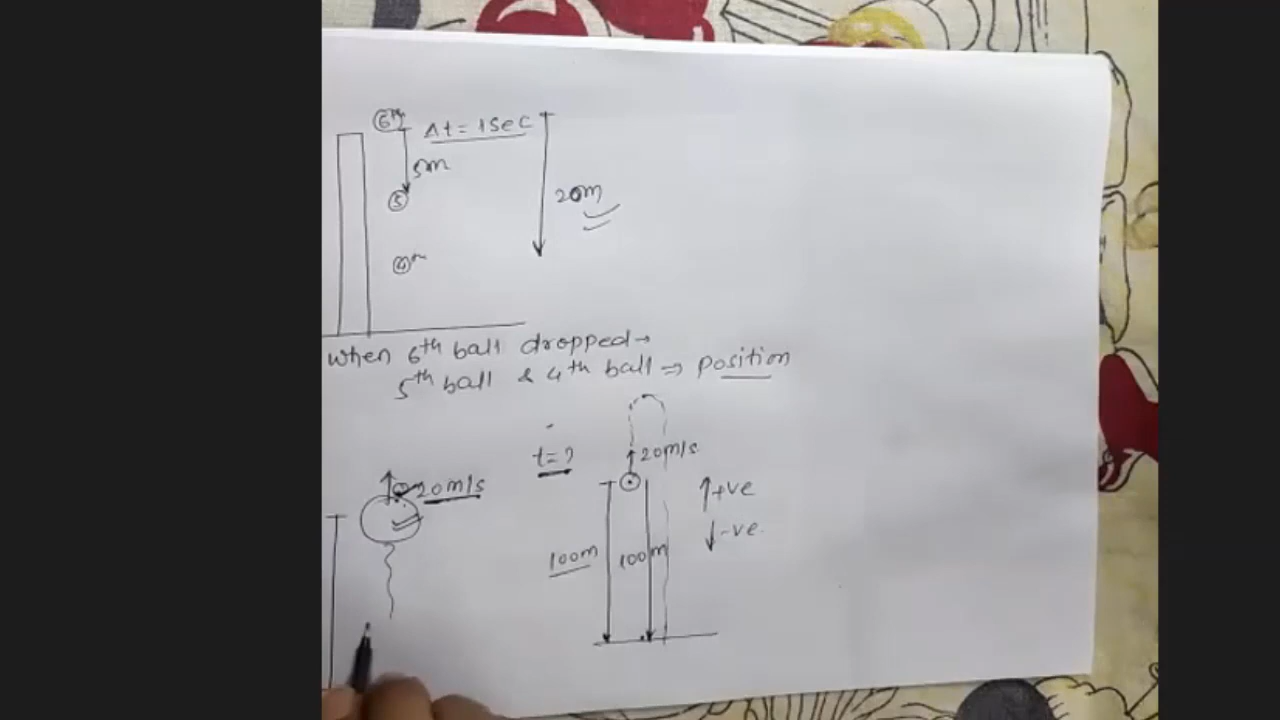 6th Δt = 1sec
5m
5
20m
4th
When 6th ball dropped→
5th ball & 4th ball ⇒ position
t = ?
20m/s
20m/s
↑+ve
↓-ve
100m
100m